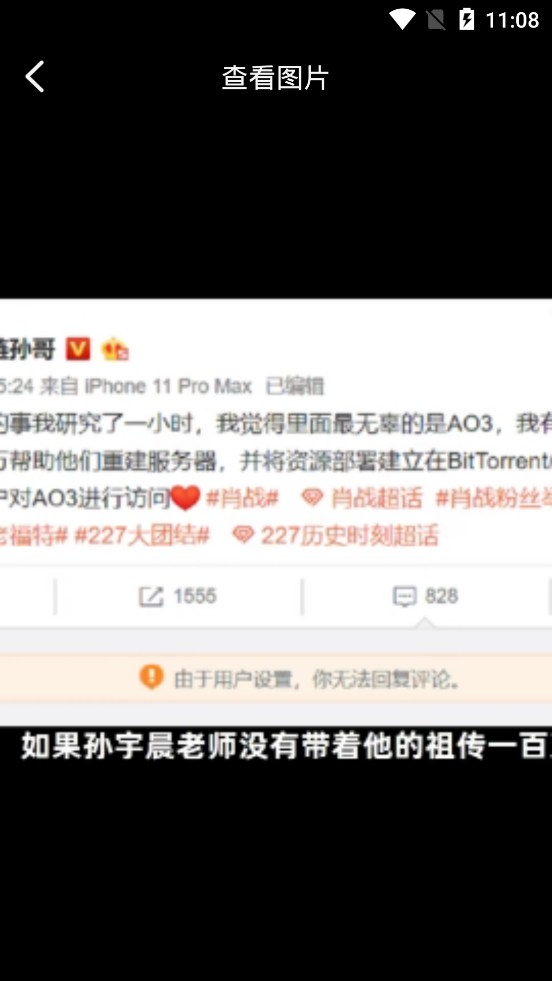 11:08
查看图片
孙哥
5:24 来自 iPhone 11 Pro Max 已编辑
的事我研究了一小时，我觉得里面最无辜的是AO3，我有
万帮助他们重建服务器，并将资源部署建立在BitTorrent
户对AO3进行访问❤️#肖战# 肖战超话 #肖战粉丝举
老福特# #227大团结# 227历史时刻超话
1555
828
由于用户设置，你无法回复评论。
如果孙宇晨老师没有带着他的祖传一百